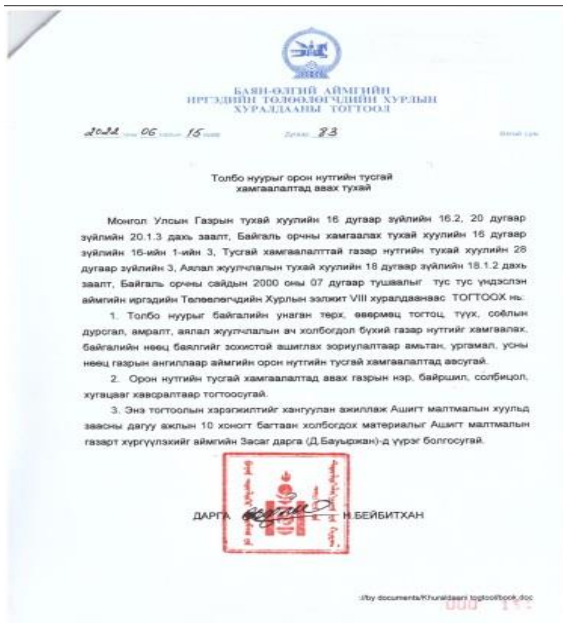 БАЯН-ӨЛГИЙ АЙМГИЙН
ИРГЭДИЙН ТӨЛӨӨЛӨГЧДИЙН ХУРЛЫН
ХУРАЛДААНЫ ТОГТООЛ
2022 оны 06 сарын 15 өдөр Дугаар 83 Өлгий сум
Толбо нуурыг орон нутгийн тусгай
хамгаалалтад авах тухай
Монгол Улсын Газрын тухай хуулийн 16 дугаар зүйлийн 16.2, 20 дугаар
зүйлийн 20.1.3 дахь заалт, Байгаль орчны хамгаалах тухай хуулийн 16 дугаар
зүйлийн 16-ийн 1-ийн 3, Тусгай хамгаалалттай газар нутгийн тухай хуулийн 28
дугаар зүйлийн 3, Аялал жуулчлалын тухай хуулийн 18 дугаар зүйлийн 18.1.2 дахь
заалт, Байгаль орчны сайдын 2000 оны 07 дугаар тушаалыг тус тус үндэслэн
аймгийн иргэдийн Төлөөлөгчдийн Хурлын ээлжит VIII хуралдаанаас ТОГТООХ нь:
1. Толбо нуурыг байгалийн унаган төрх, өвөрмөц тогтоц, түүх, соёлын
дурсгал, амралт, аялал жуулчлалын ач холбогдол бүхий газар нутгийг хамгаалах,
байгалийн нөөц баялгийг зохистой ашиглах зориулалтаар амьтан, ургамал, усны
нөөц газрын ангиллаар аймгийн орон нутгийн тусгай хамгаалалтад авсугай.
2. Орон нутгийн тусгай хамгаалалтад авах газрын нэр, байршил, солбицол,
хугацааг хавсралтаар тогтоосугай.
3. Энэ тогтоолын хэрэгжилтийг хангуулан ажиллаж Ашигт малтмалын хуульд
заасны дагуу ажлын 10 хоногт багтаан холбогдох материалыг Ашигт малтмалын
газарт хүргүүлэхийг аймгийн Засаг дарга (Д.Бауыржан)-д үүрэг болгосугай.
ДАРГА Н.БЕЙБИТХАН
:/by documents/Khuraldaani togtool/book.doc